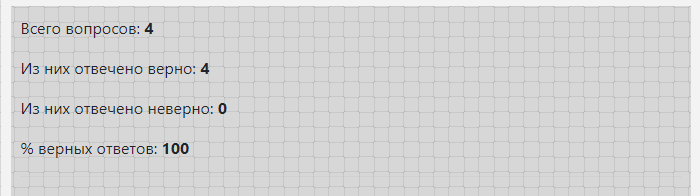 Всего вопросов: 4
Из них отвечено верно: 4
Из них отвечено неверно: 0
% верных ответов: 100